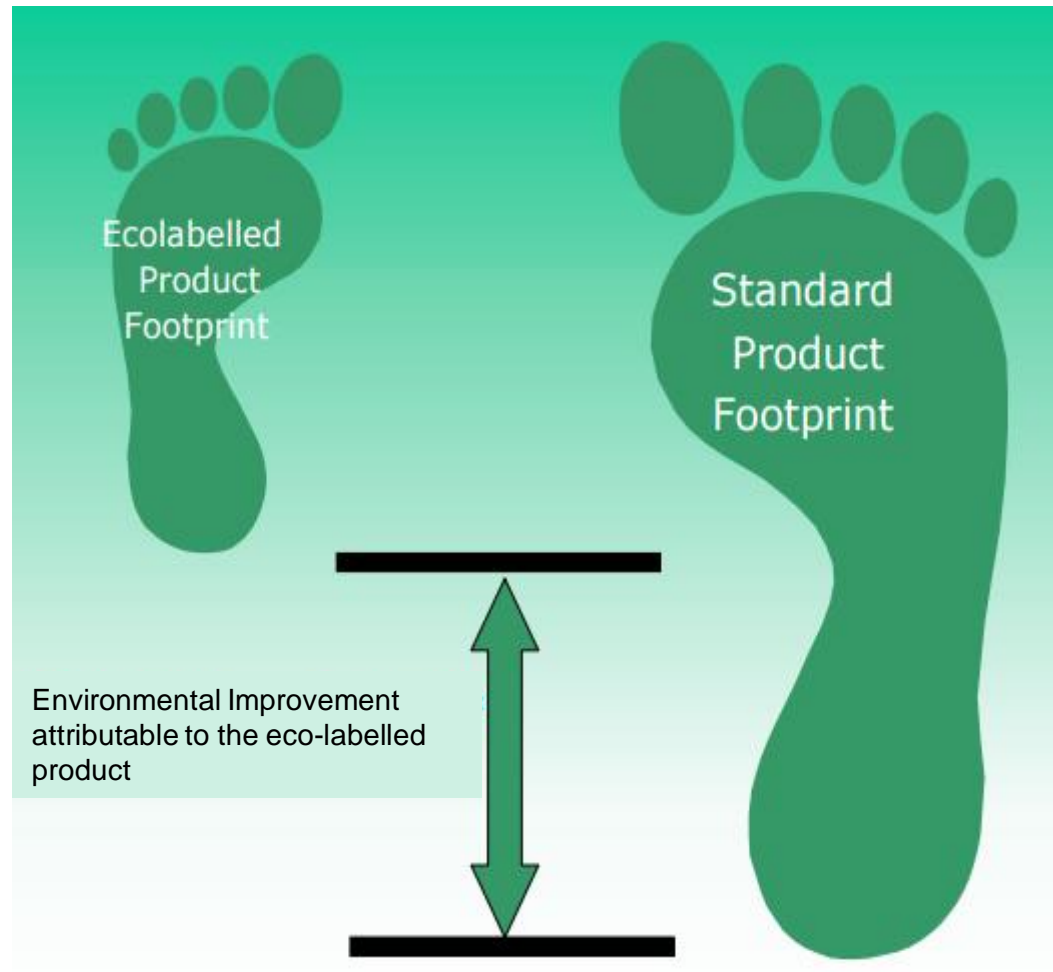 Ecolabelled
Product
Footprint
Standard
Product
Footprint
Environmental Improvement
attributable to the eco-labelled
product